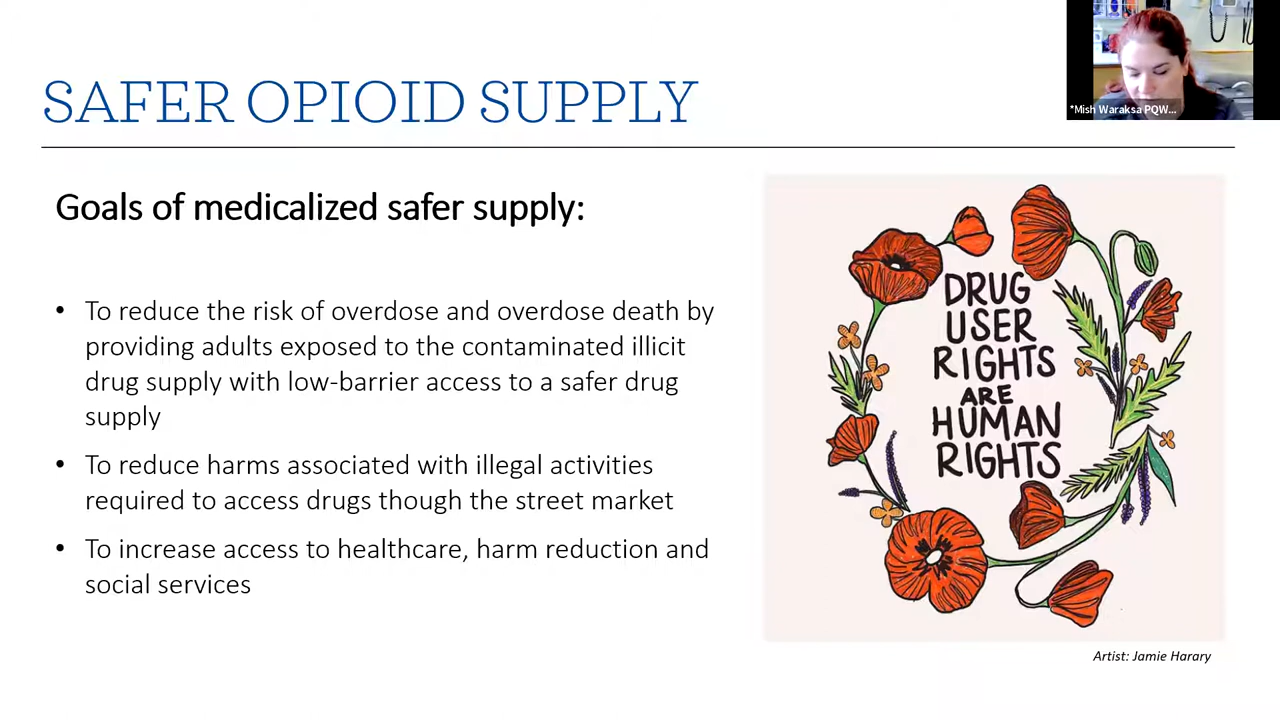 SAFER OPIOID SUPPLY
*Mish Waraksa PQW...
Goals of medicalized safer supply:
• To reduce the risk of overdose and overdose death by
providing adults exposed to the contaminated illicit
drug supply with low-barrier access to a safer drug
supply
• To reduce harms associated with illegal activities
required to access drugs though the street market
• To increase access to healthcare, harm reduction and
social services
DRUG
USER
RIGHTS
ARE
HUMAN
RIGHTS
Artist: Jamie Harary